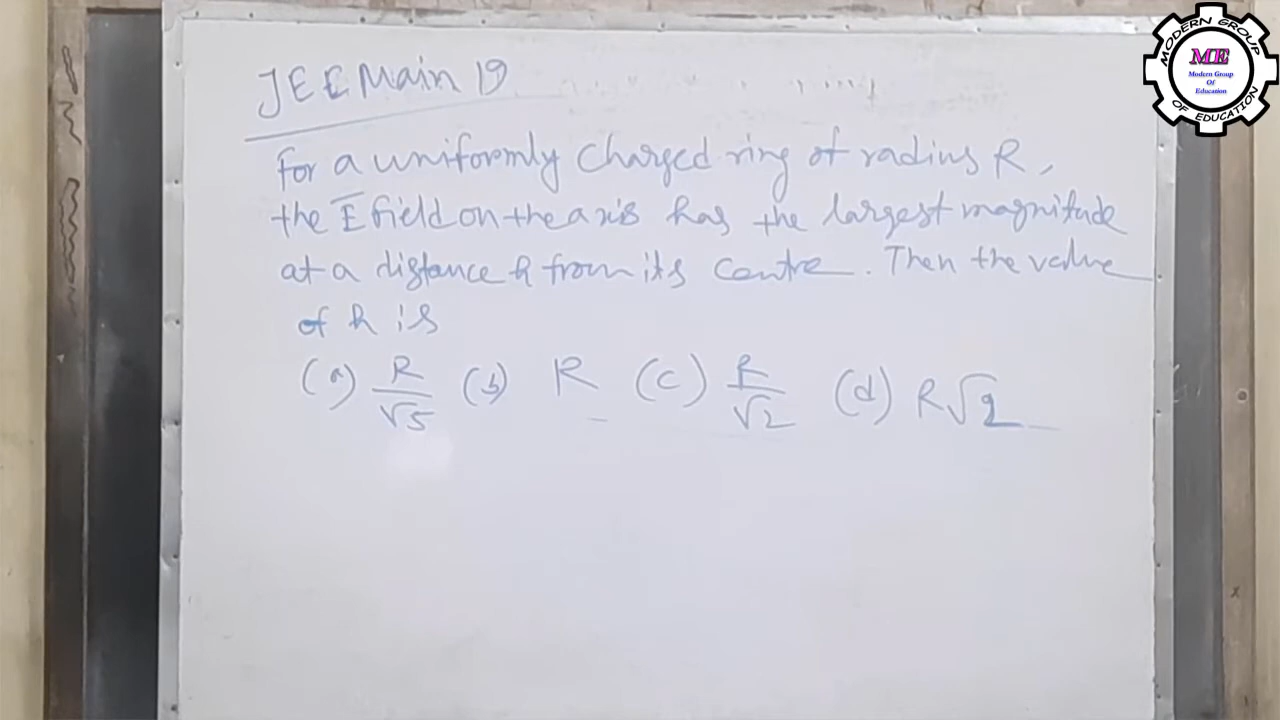 JEE Main 19
For a uniformly charged ring of radius R,
the E field on the axis has the largest magnitude
at a distance h from its centre. Then the value
of h is
(a) R/√5 (b) R (c) R/√2 (d) R√2
MODERN GROUP
ME
Modern Group
Of
Education
OF EDUCATION